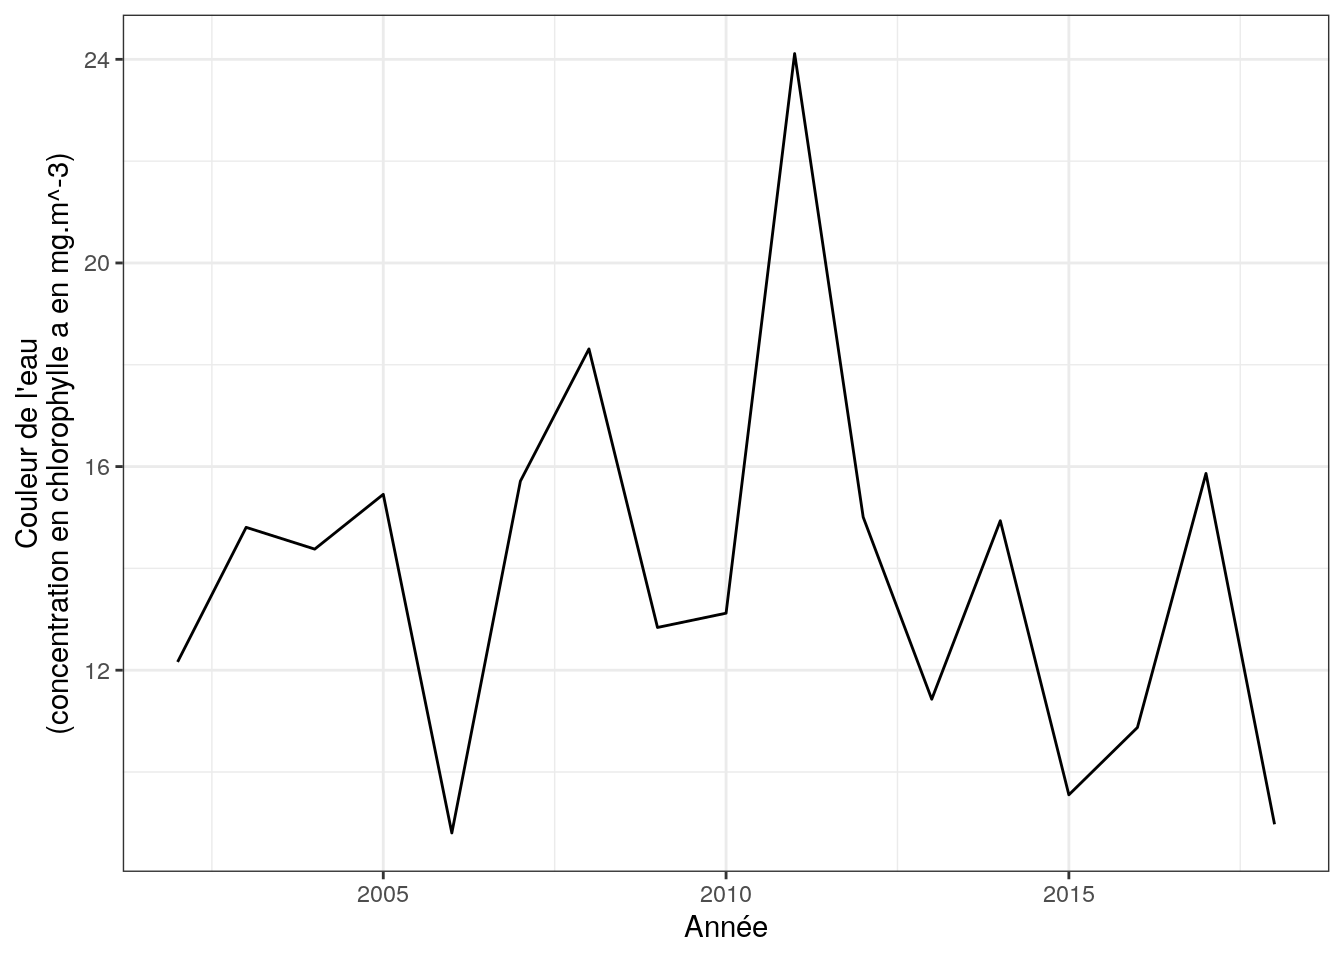 Couleur de l'eau
(concentration en chlorophylle a en mg.m^-3)
24
20
16
12
2005
2010
2015
Année